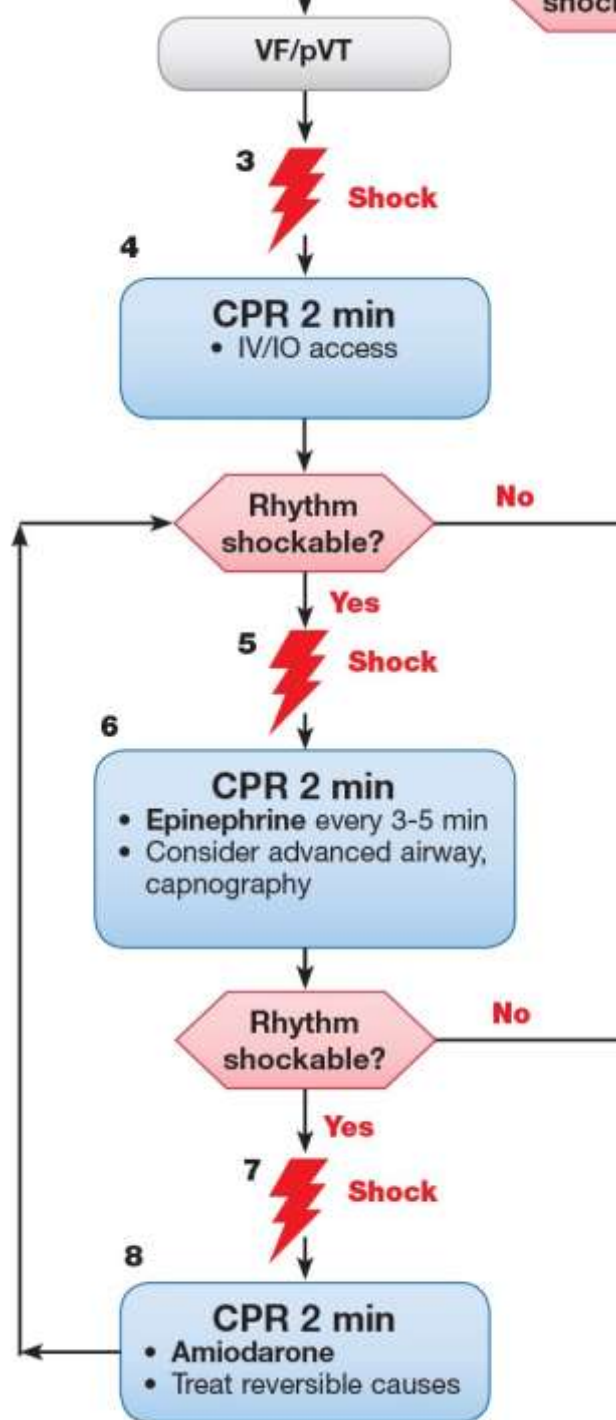 shock
VF/pVT
3
Shock
4
CPR 2 min
• IV/IO access
Rhythm
shockable?
No
Yes
5
Shock
6
CPR 2 min
• Epinephrine every 3-5 min
• Consider advanced airway,
capnography
Rhythm
shockable?
No
Yes
7
Shock
8
CPR 2 min
• Amiodarone
• Treat reversible causes